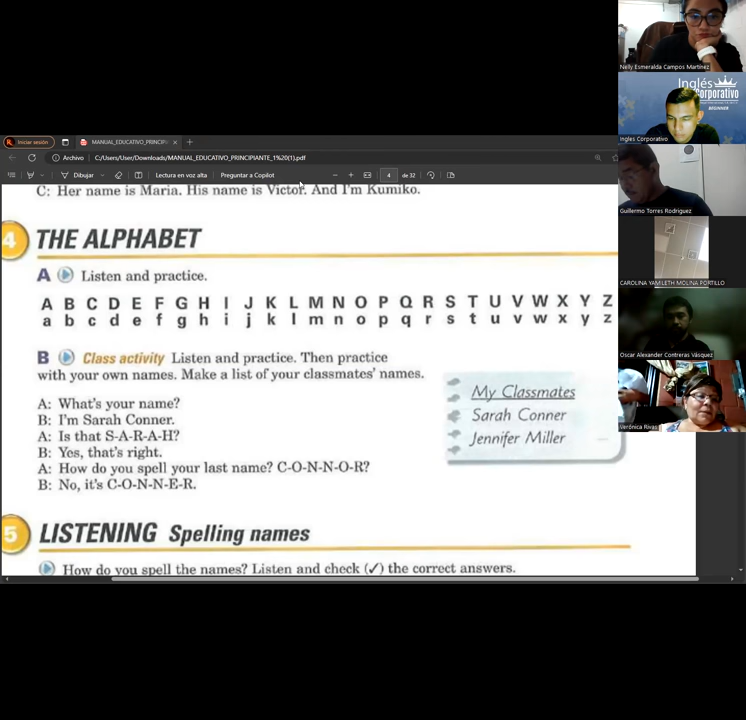 Iniciar sesión
MANUAL_EDUCATIVO_PRINCIP
Archivo C:/Users/User/Downloads/MANUAL_EDUCATIVO_PRINCIPIANTE_1%20(1).pdf
Dibujar
Lectura en voz alta
Preguntar a Copilot
4 de 32
C: Her name is Maria. His name is Victor. And I'm Kumiko.
4 THE ALPHABET
A Listen and practice.
A B C D E F G H I J K L M N O P Q R S T U V W X Y Z
a b c d e f g h i j k l m n o p q r s t u v w x y z
B Class activity Listen and practice. Then practice
with your own names. Make a list of your classmates' names.
A: What's your name?
B: I'm Sarah Conner.
A: Is that S-A-R-A-H?
B: Yes, that's right.
A: How do you spell your last name? C-O-N-N-O-R?
B: No, it's C-O-N-N-E-R.
My Classmates
Sarah Conner
Jennifer Miller
5 LISTENING Spelling names
How do you spell the names? Listen and check (✓) the correct answers.
Nelly Esmeralda Campos Martínez
Inglés
Corporativo
BEGINNER
Ingles Corporativo
Guillermo Torres Rodriguez
CAROLINA YAMILETH MOLINA PORTILLO
Oscar Alexander Contreras Vásquez
Verónica Rivas